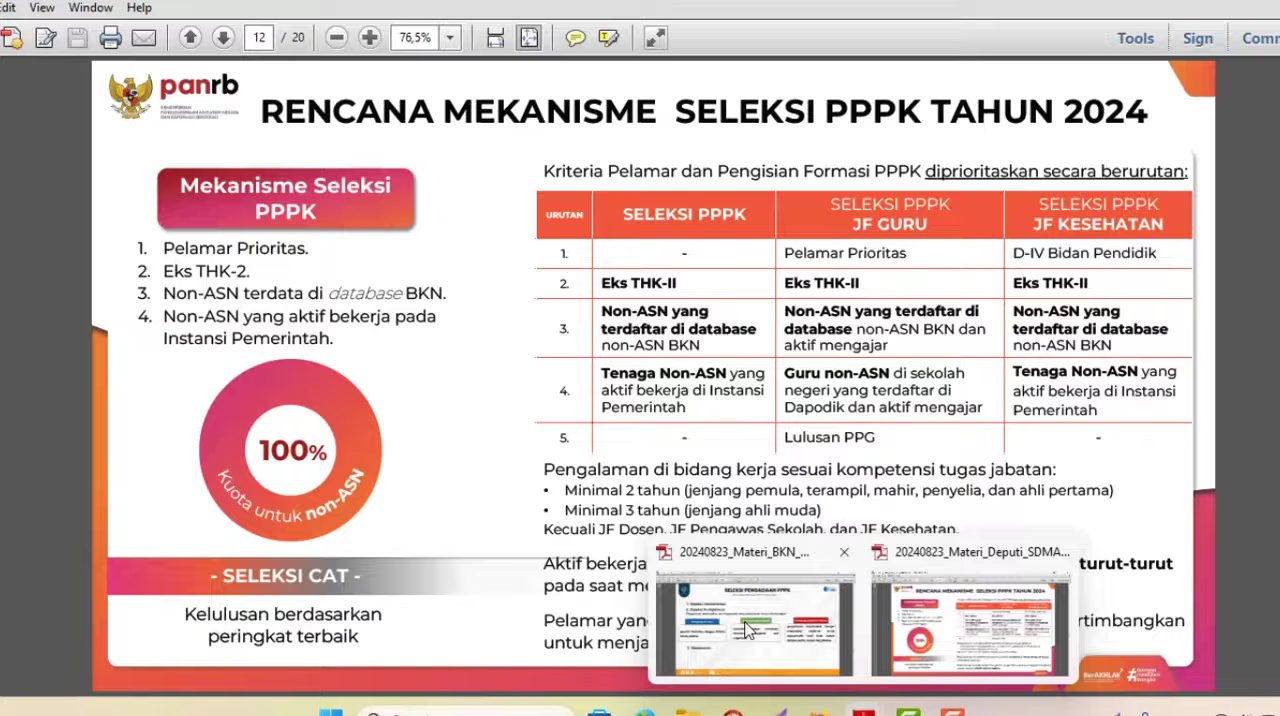 Edit View Window Help
12 / 20 76,5% Tools Sign Comm
panrb
RENCANA MEKANISME SELEKSI PPPK TAHUN 2024
Mekanisme Seleksi
PPPK
1. Pelamar Prioritas.
2. Eks THK-2.
3. Non-ASN terdata di database BKN.
4. Non-ASN yang aktif bekerja pada
Instansi Pemerintah.
100%
Kuota untuk non-ASN
- SELEKSI CAT -
Kelulusan berdasarkan
peringkat terbaik
Kriteria Pelamar dan Pengisian Formasi PPPK diprioritaskan secara berurutan:
URUTAN SELEKSI PPPK SELEKSI PPPK JF GURU SELEKSI PPPK JF KESEHATAN
1. - Pelamar Prioritas D-IV Bidan Pendidik
2. Eks THK-II Eks THK-II Eks THK-II
3. Non-ASN yang terdaftar di database non-ASN BKN Non-ASN yang terdaftar di database non-ASN BKN dan aktif mengajar Non-ASN yang terdaftar di database non-ASN BKN
4. Tenaga Non-ASN yang aktif bekerja di Instansi Pemerintah Guru non-ASN di sekolah negeri yang terdaftar di Dapodik dan aktif mengajar Tenaga Non-ASN yang aktif bekerja di Instansi Pemerintah
5. - Lulusan PPG -
Pengalaman di bidang kerja sesuai kompetensi tugas jabatan:
• Minimal 2 tahun (jenjang pemula, terampil, mahir, penyelia, dan ahli pertama)
• Minimal 3 tahun (jenjang ahli muda)
Kecuali JF Dosen, JF Pengawas Sekolah, dan JF Kesehatan.
Aktif bekerja turut-turut
pada saat me
Pelamar yan rtimbangkan
untuk menja
20240823_Materi_BKN_... 20240823_Materi_Deputi_SDMA...
SELEKSI PENGADAAN PPPK
RENCANA MEKANISME SELEKSI PPPK TAHUN 2024
BerAKHLAK